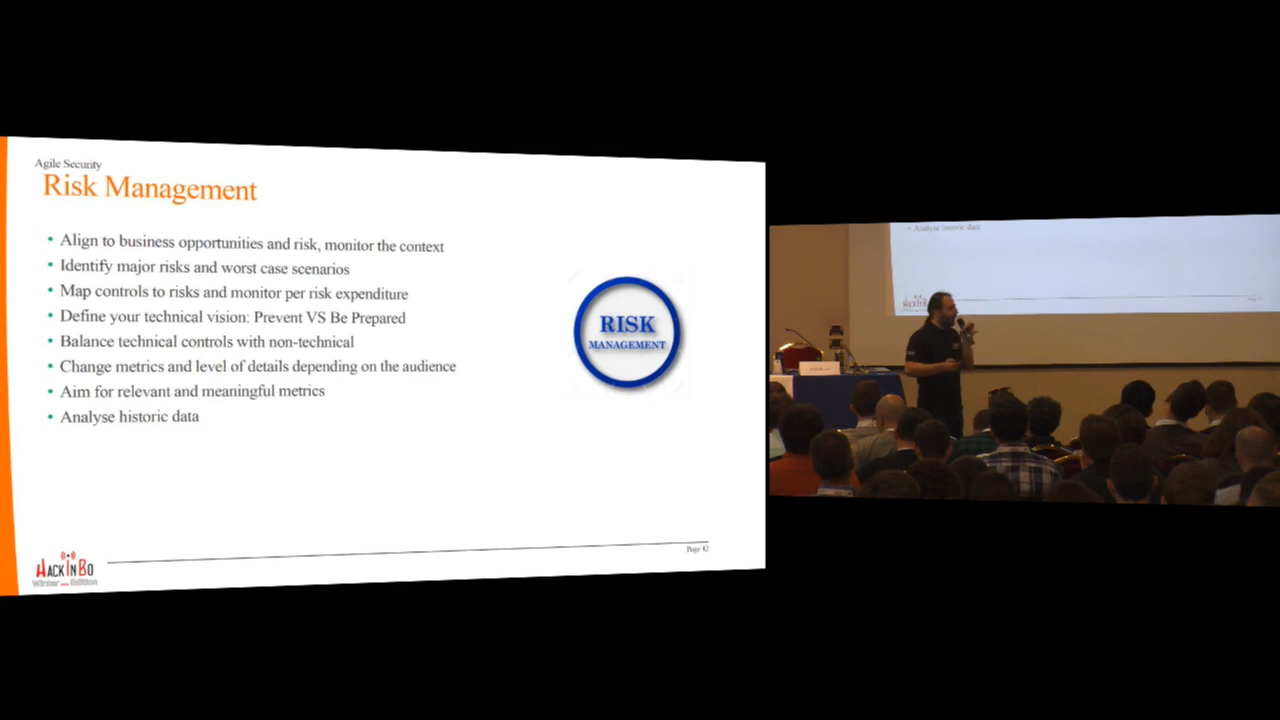 Agile Security
Risk Management
• Align to business opportunities and risk, monitor the context
• Identify major risks and worst case scenarios
• Map controls to risks and monitor per risk expenditure
• Define your technical vision: Prevent VS Be Prepared
• Balance technical controls with non-technical
• Change metrics and level of details depending on the audience
• Aim for relevant and meaningful metrics
• Analyse historic data
RISK
MANAGEMENT
HACKINBO
Winter Edition
Page 42
• Analyse historic data